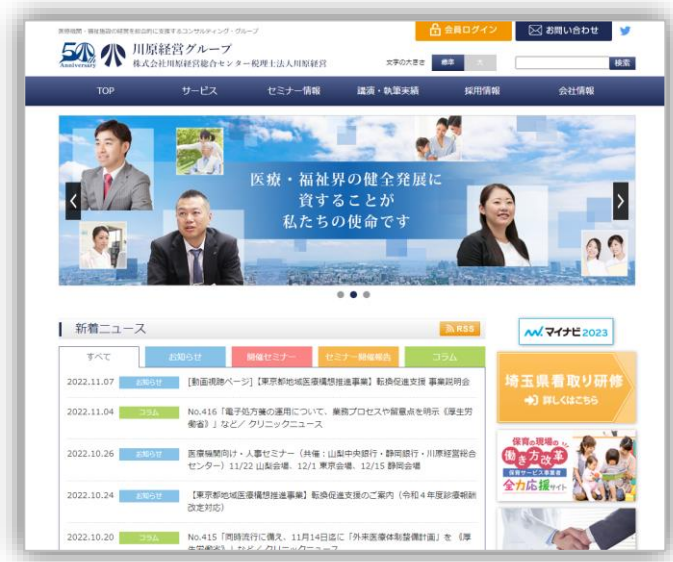 医療機関・福祉施設の経営を総合的に支援するコンサルティング・グループ
会員ログイン
お問い合わせ
50th Anniversary
川原経営グループ
株式会社川原経営総合センター税理士法人川原経営
文字の大きさ 標準 大
検索
TOP サービス セミナー情報 講演・執筆実績 採用情報 会社情報
医療・福祉界の健全発展に
資することが
私たちの使命です
新着ニュース
RSS
すべて お知らせ 開催セミナー セミナー開催報告 コラム
2022.11.07 お知らせ [動画視聴ページ]【東京都地域医療構想推進事業】転換促進支援 事業説明会
2022.11.04 コラム No.416「電子処方箋の運用について、業務プロセスや留意点を明示《厚生労
働省》」など／ クリニックニュース
2022.10.26 お知らせ 医療機関向け・人事セミナー（共催：山梨中央銀行・静岡銀行・川原経営総合
センター）11/22 山梨会場、12/1 東京会場、12/15 静岡会場
2022.10.24 お知らせ 【東京都地域医療構想推進事業】転換促進支援のご案内（令和４年度診療報酬
改定対応）
2022.10.20 コラム No.415「同時流行に備え、11月14日迄に「外来医療体制整備計画」を 《厚
生労働省》」など／ クリニックニュース
マイナビ2023
埼玉県看取り研修
詳しくはこちら
保育の現場の
働き方改革
保育サービス事業者
全力応援サイト